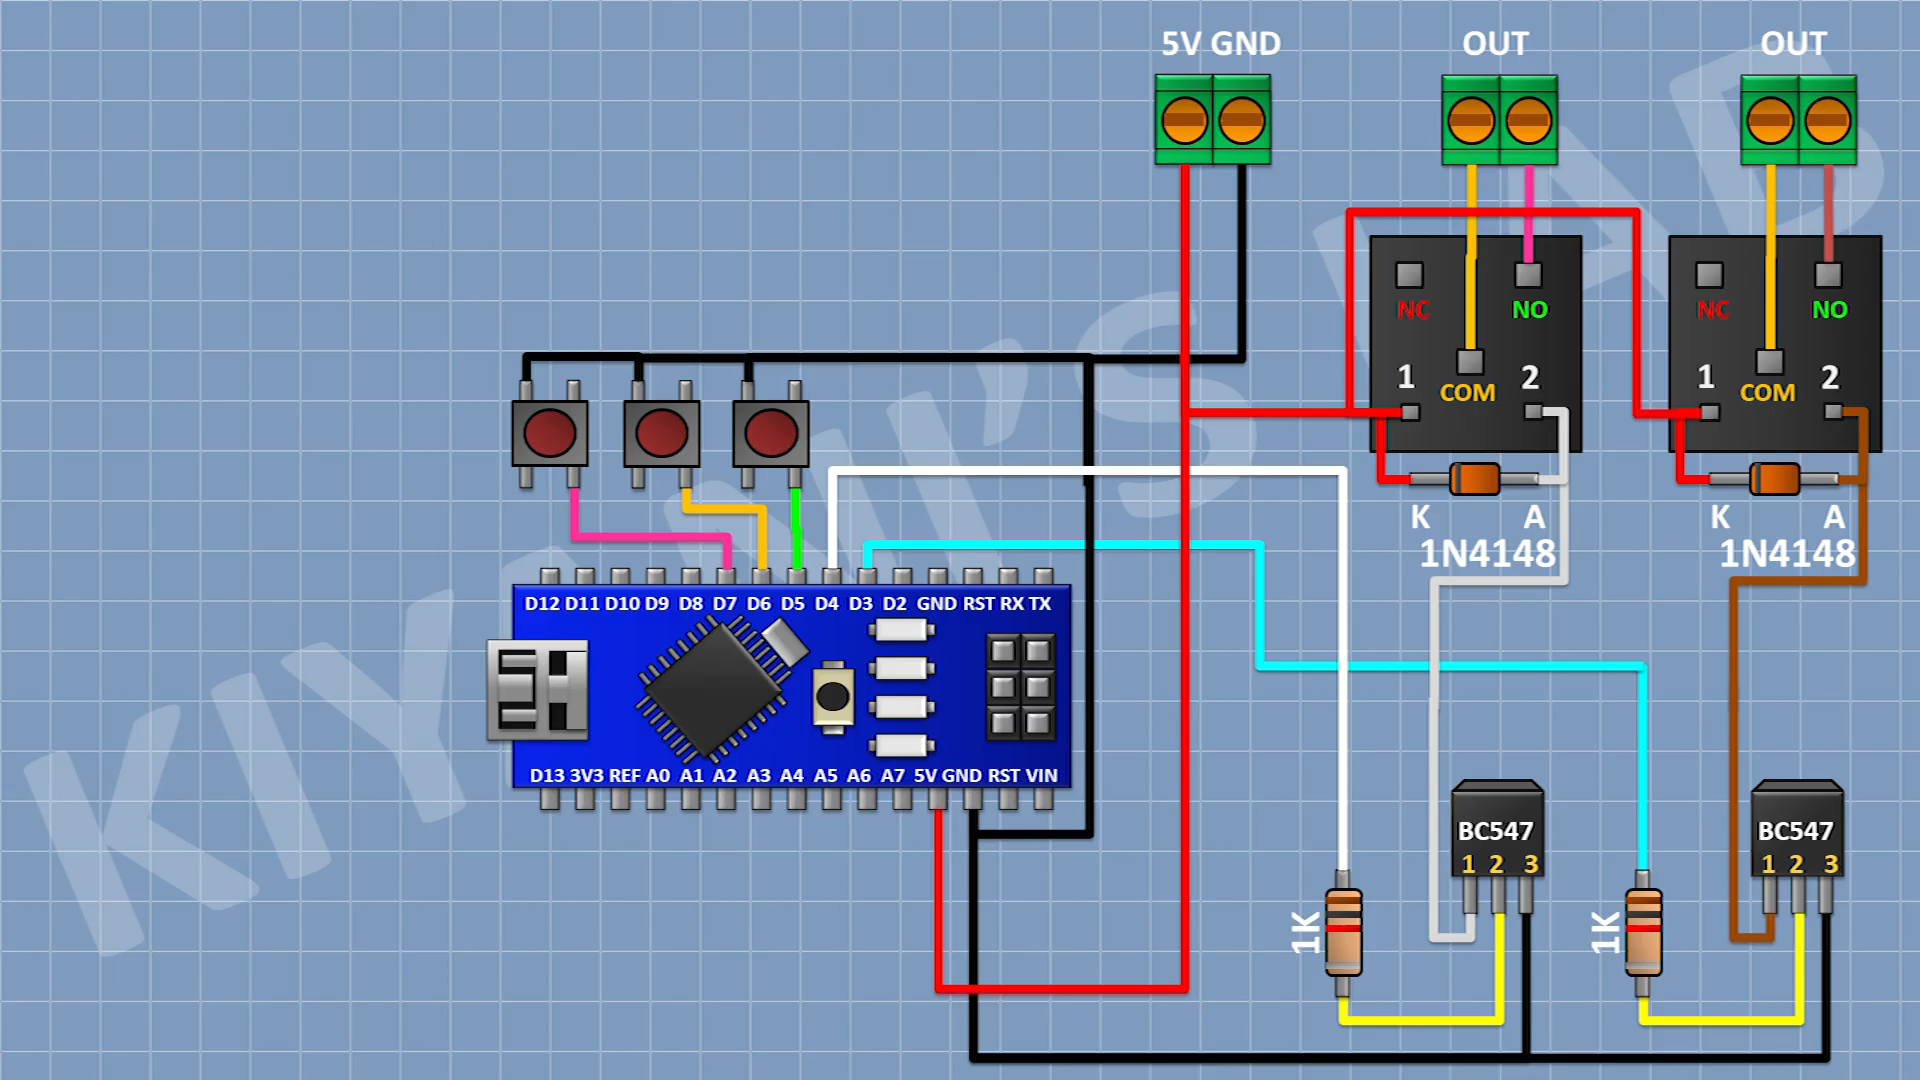 5V GND OUT OUT
NC NO NC NO
1 COM 2 1 COM 2
K A K A
1N4148 1N4148
D12 D11 D10 D9 D8 D7 D6 D5 D4 D3 D2 GND RST RX TX
D13 3V3 REF A0 A1 A2 A3 A4 A5 A6 A7 5V GND RST VIN
BC547 BC547
1 2 3 1 2 3
1K 1K
KIYANI'S LAB